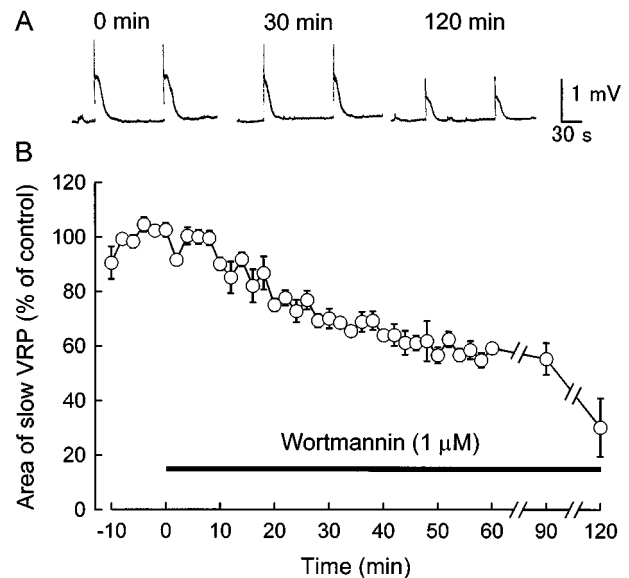 A
0 min 30 min 120 min
1 mV
30 s
B
Area of slow VRP (% of control)
120
100
80
60
40
20
0
Wortmannin (1 µM)
-10 0 10 20 30 40 50 60 90 120
Time (min)